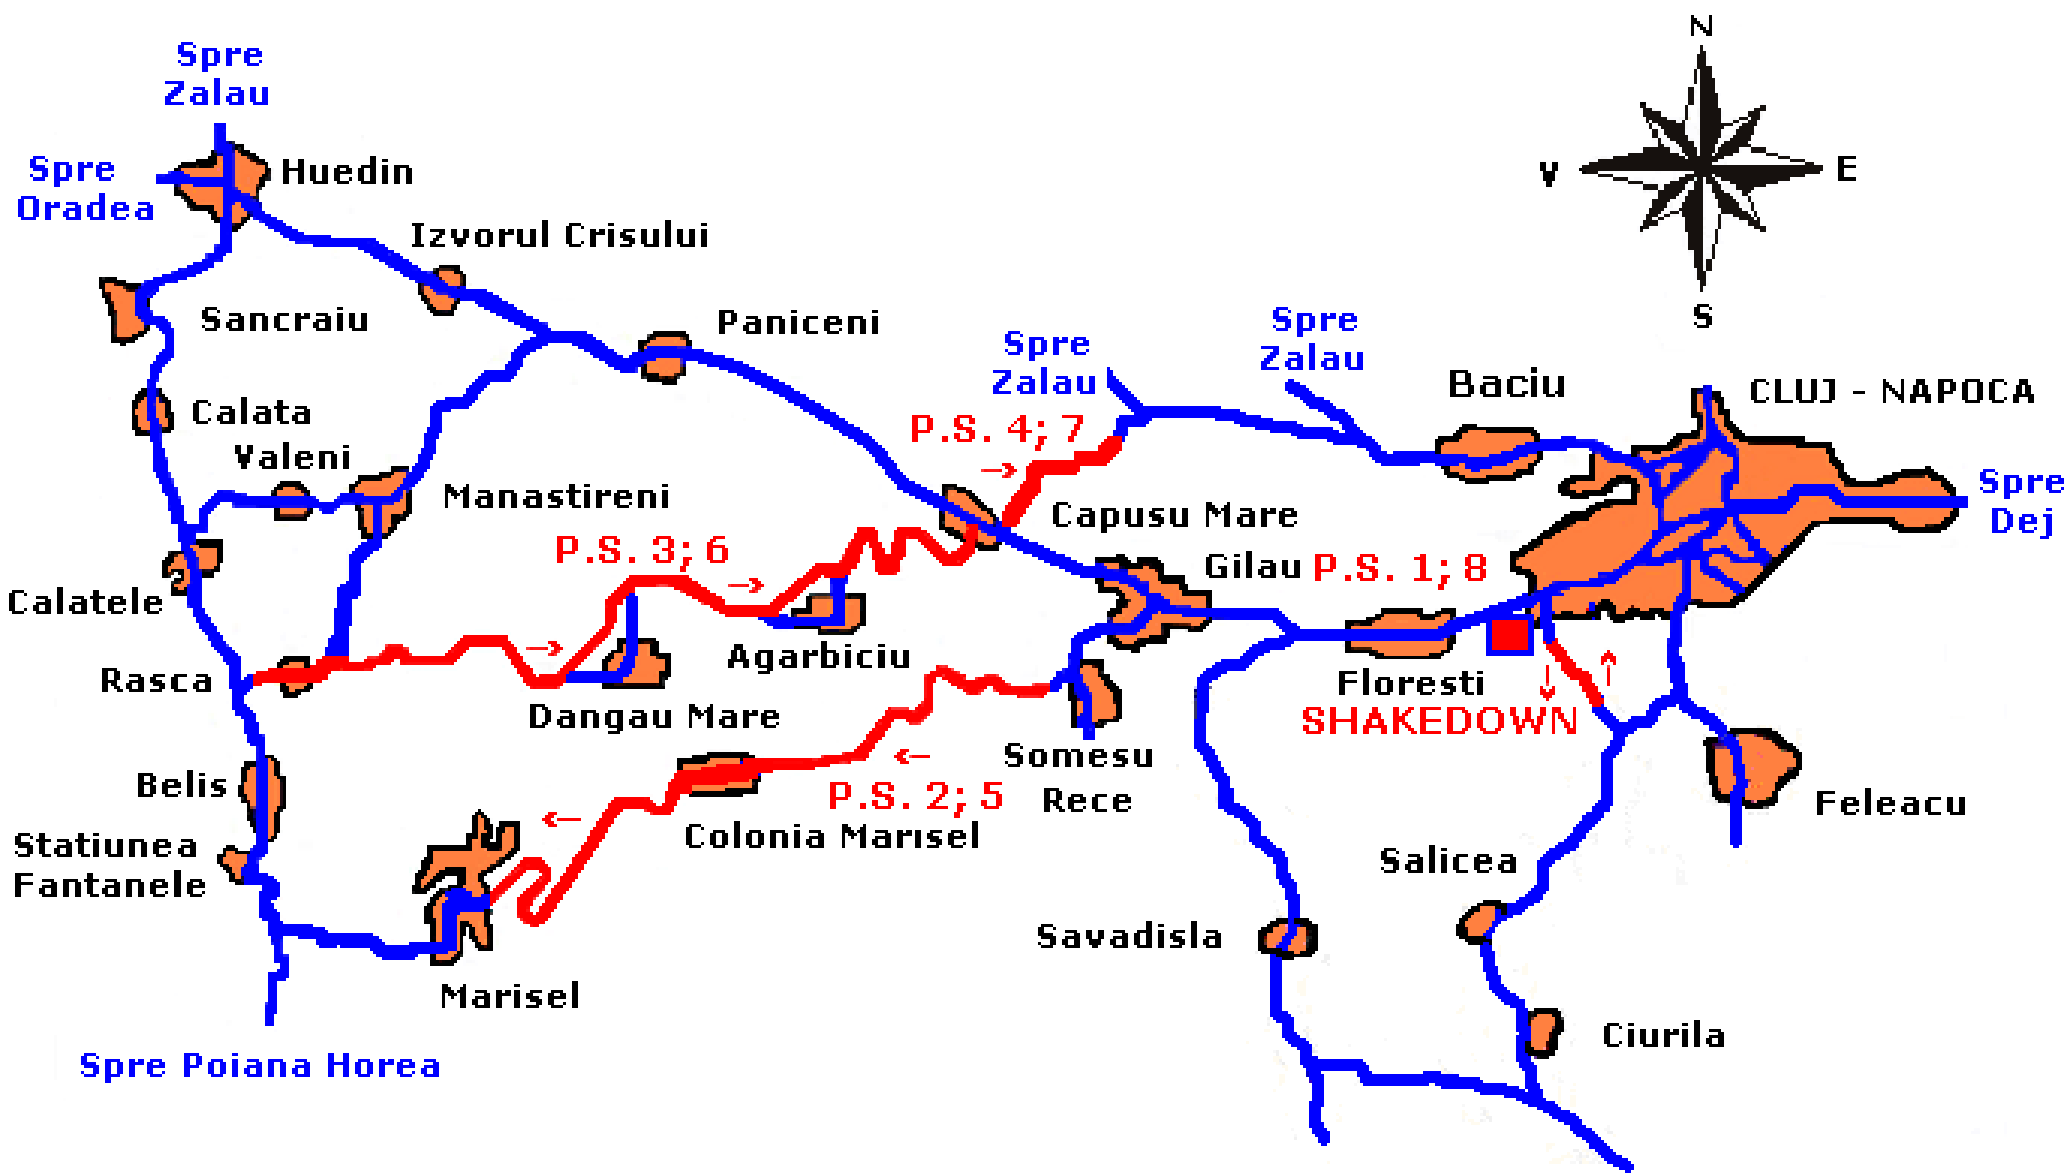 N
V
E
S
Spre
Zalau
Spre
Oradea
Huedin
Izvorul Crisului
Sancraiu
Paniceni
Spre
Zalau
Spre
Zalau
Baciu
CLUJ - NAPOCA
Calata
Valeni
P.S. 4; 7
Manastireni
Capusu Mare
Spre
Dej
P.S. 3; 6
Gilau
P.S. 1; 8
Calatele
Rasca
Agarbiciu
Dangau Mare
Floresti
SHAKEDOWN
Somesu
Rece
Belis
P.S. 2; 5
Colonia Marisel
Feleacu
Statiunea
Fantanele
Salicea
Savadisla
Marisel
Ciurila
Spre Poiana Horea